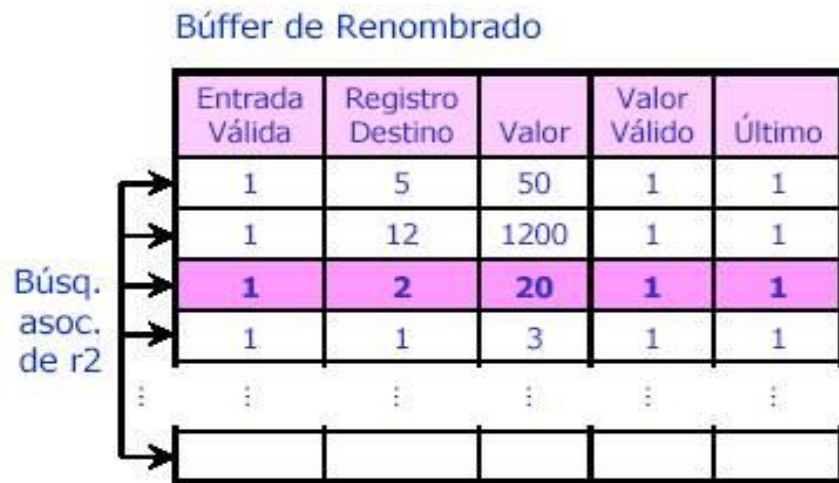 Búffer de Renombrado
Entrada Válida Registro Destino Valor Valor Válido Último
1 5 50 1 1
1 12 1200 1 1
1 2 20 1 1
1 1 3 1 1
Búsq.
asoc.
de r2
⋮ ⋮ ⋮ ⋮ ⋮ ⋮